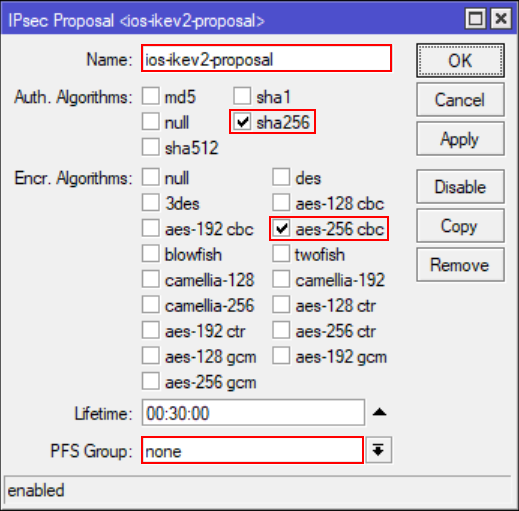 IPsec Proposal <ios-ikev2-proposal>
Name: ios-ikev2-proposal OK
Auth. Algorithms: md5 sha1 Cancel
null sha256
sha512 Apply
Encr. Algorithms: null des Disable
3des aes-128 cbc
aes-192 cbc aes-256 cbc Copy
blowfish twofish Remove
camellia-128 camellia-192
camellia-256 aes-128 ctr
aes-192 ctr aes-256 ctr
aes-128 gcm aes-192 gcm
aes-256 gcm
Lifetime: 00:30:00
PFS Group: none
enabled